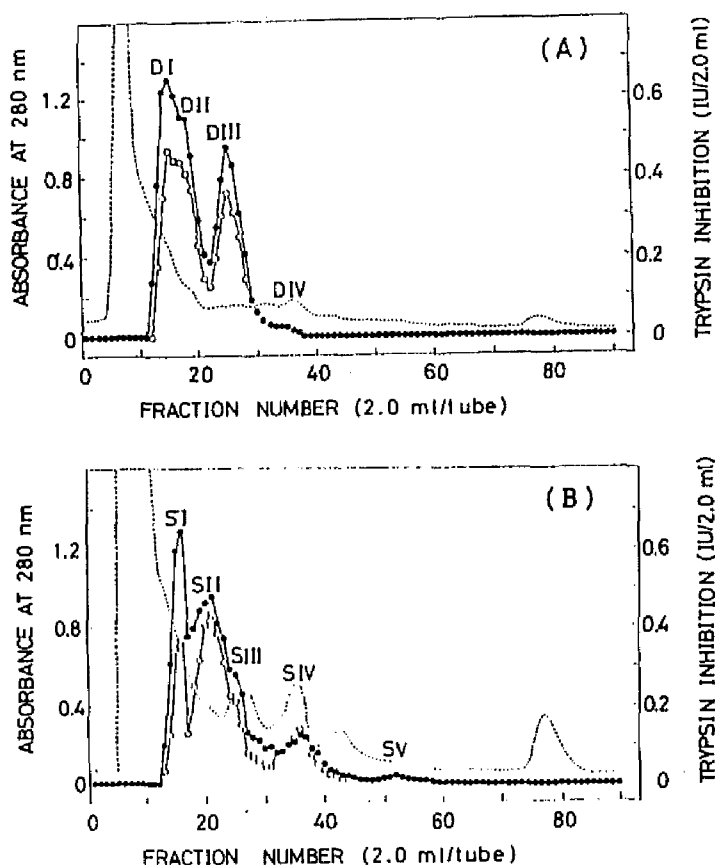 (A)
DI
DII
DIII
DIV
ABSORBANCE AT 280 nm
1.2
0.8
0.4
0
TRYPSIN INHIBITION (IU/2.0 ml)
0.6
0.4
0.2
0
0 20 40 60 80
FRACTION NUMBER (2.0 ml/tube)
(B)
SI
SII
SIII
SIV
SV
ABSORBANCE AT 280 nm
1.2
0.8
0.4
0
TRYPSIN INHIBITION (IU/2.0 ml)
0.6
0.4
0.2
0
0 20 40 60 80
FRACTION NUMBER (2.0 ml/tube)